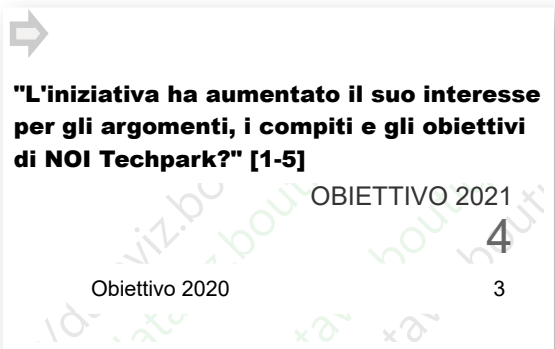 "L'iniziativa ha aumentato il suo interesse
per gli argomenti, i compiti e gli obiettivi
di NOI Techpark?" [1-5]
OBIETTIVO 2021
4
Obiettivo 2020 3